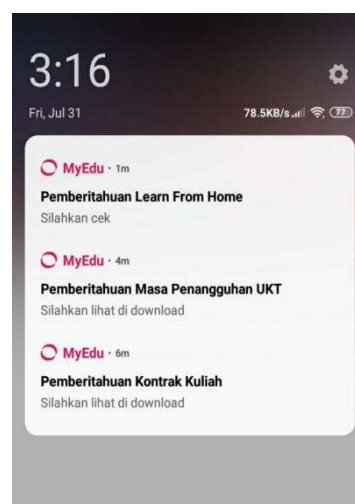 3:16
Fri, Jul 31 78.5KB/s 77
MyEdu · 1m
Pemberitahuan Learn From Home
Silahkan cek
MyEdu · 4m
Pemberitahuan Masa Penangguhan UKT
Silahkan lihat di download
MyEdu · 6m
Pemberitahuan Kontrak Kuliah
Silahkan lihat di download